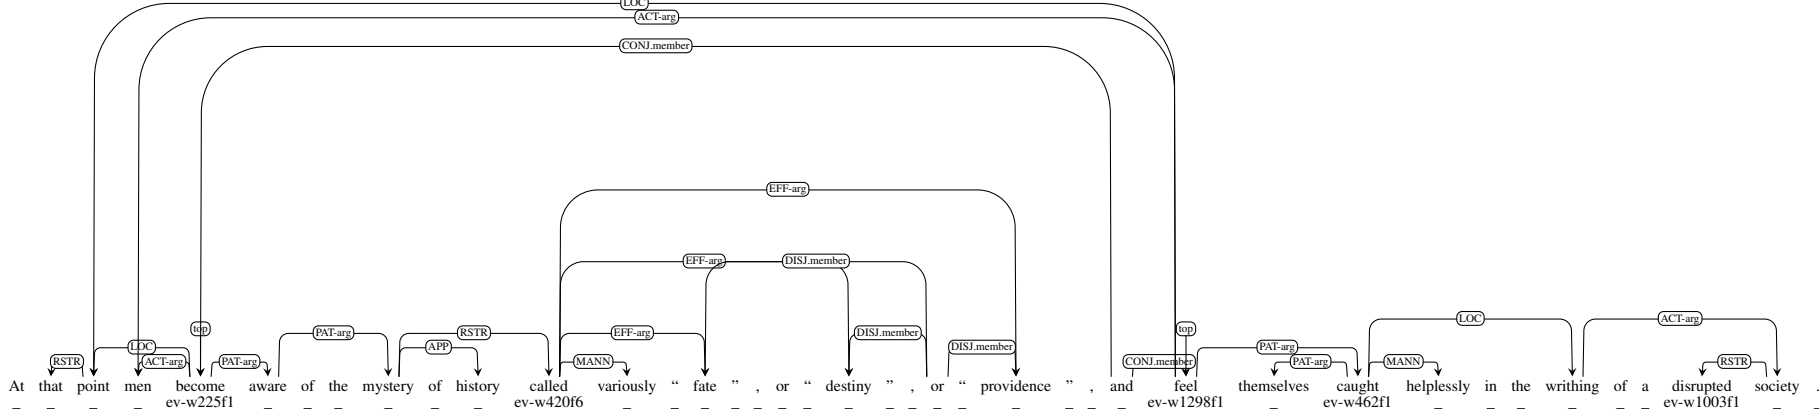 LOC
ACT-arg
CONJ.member
EFF-arg
EFF-arg DISJ.member
LOC ACT-arg
top top
PAT-arg RSTR EFF-arg DISJ.member
LOC APP DISJ.member PAT-arg
RSTR ACT-arg PAT-arg MANN CONJ.member PAT-arg MANN RSTR
At that point men become aware of the mystery of history called variously “ fate ” , or “ destiny ” , or “ providence ” , and feel themselves caught helplessly in the writhing of a disrupted society .
_ _ _ _ ev-w225f1 _ _ _ _ _ _ ev-w420f6 _ _ _ _ _ _ _ _ _ _ _ _ _ _ _ _ _ ev-w1298f1 _ ev-w462f1 _ _ _ _ _ _ ev-w1003f1 _ _